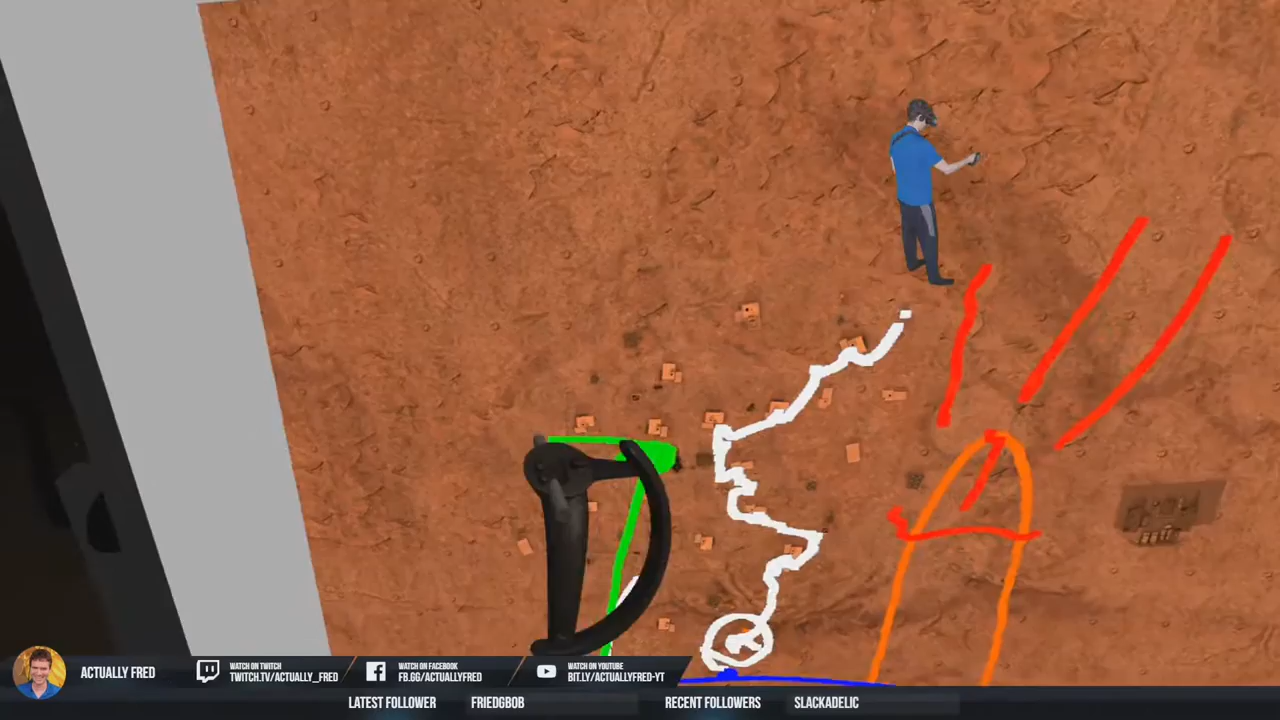 ACTUALLY FRED
WATCH ON TWITCH
TWITCH.TV/ACTUALLY_FRED
WATCH ON FACEBOOK
FB.GG/ACTUALLYFRED
WATCH ON YOUTUBE
BIT.LY/ACTUALLYFRED-YT
LATEST FOLLOWER FRIEDGBOB RECENT FOLLOWERS SLACKADELIC